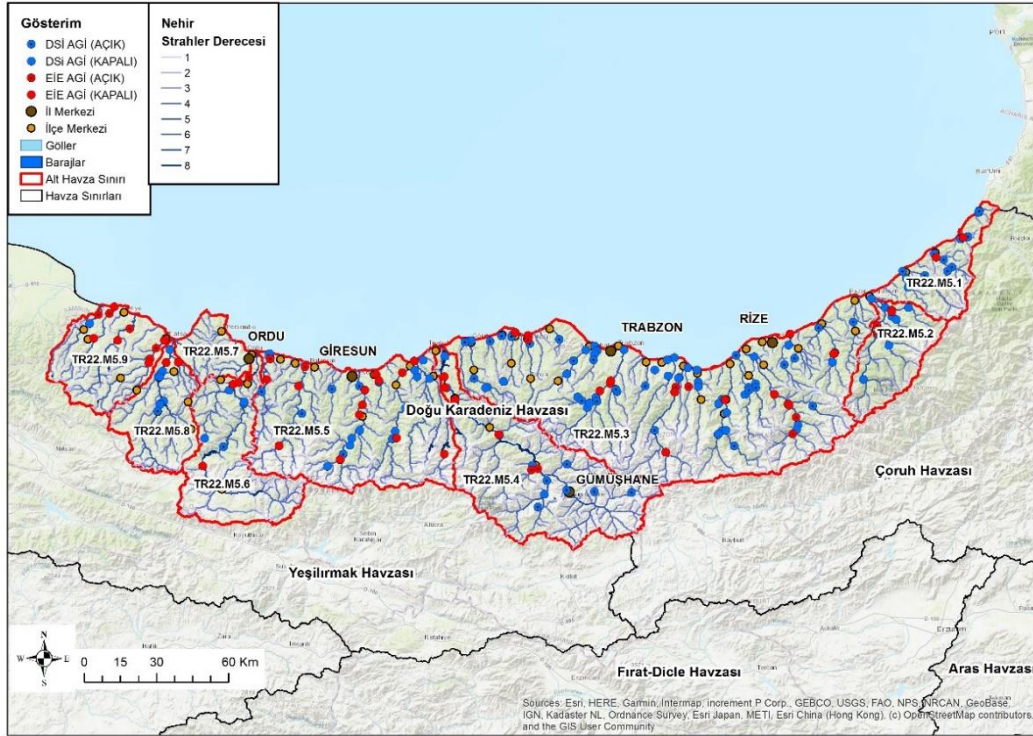 Gösterim
DSİ AGİ (AÇIK)
DSİ AGİ (KAPALI)
EİE AGİ (AÇIK)
EİE AGİ (KAPALI)
İl Merkezi
İlçe Merkezi
Göller
Barajlar
Alt Havza Sınırı
Havza Sınırları
Nehir
Strahler Derecesi
1
2
3
4
5
6
7
8
TR22.M5.1
TR22.M5.2
RİZE
TRABZON
GİRESUN
ORDU
TR22.M5.7
TR22.M5.9
Doğu Karadeniz Havzası
TR22.M5.8
TR22.M5.5
TR22.M5.3
TR22.M5.6
TR22.M5.4
GÜMÜŞHANE
Çoruh Havzası
Yeşilırmak Havzası
Fırat-Dicle Havzası
Aras Havzası
N
W
E
S
0 15 30 60 Km
Sources: Esri, HERE, Garmin, Intermap, increment P Corp., GEBCO, USGS, FAO, NPS, NRCAN, GeoBase,
IGN, Kadaster NL, Ordnance Survey, Esri Japan, METI, Esri China (Hong Kong), (c) OpenStreetMap contributors,
and the GIS User Community